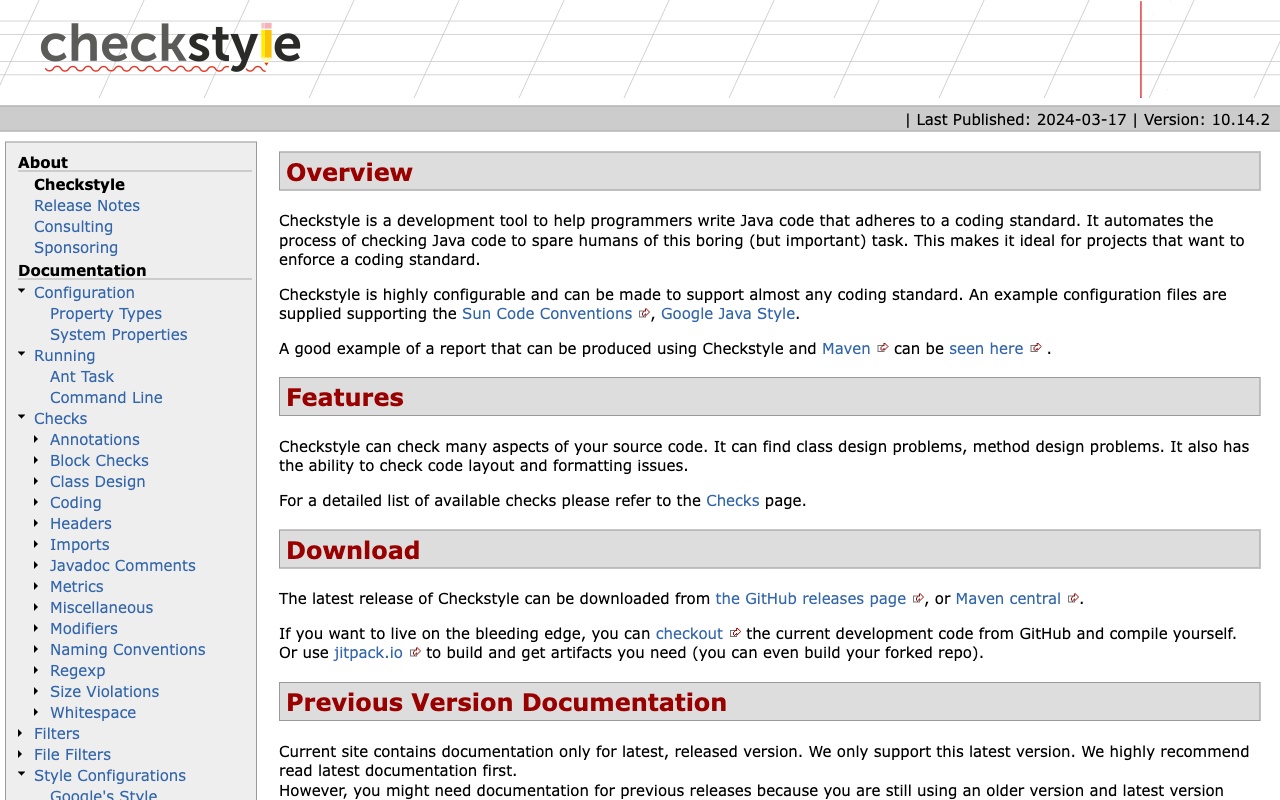 checkstyle
| Last Published: 2024-03-17 | Version: 10.14.2
About
Checkstyle
Release Notes
Consulting
Sponsoring
Documentation
Configuration
Property Types
System Properties
Running
Ant Task
Command Line
Checks
Annotations
Block Checks
Class Design
Coding
Headers
Imports
Javadoc Comments
Metrics
Miscellaneous
Modifiers
Naming Conventions
Regexp
Size Violations
Whitespace
Filters
File Filters
Style Configurations
Google's Style
Overview
Checkstyle is a development tool to help programmers write Java code that adheres to a coding standard. It automates the
process of checking Java code to spare humans of this boring (but important) task. This makes it ideal for projects that want to
enforce a coding standard.
Checkstyle is highly configurable and can be made to support almost any coding standard. An example configuration files are
supplied supporting the Sun Code Conventions , Google Java Style.
A good example of a report that can be produced using Checkstyle and Maven can be seen here .
Features
Checkstyle can check many aspects of your source code. It can find class design problems, method design problems. It also has
the ability to check code layout and formatting issues.
For a detailed list of available checks please refer to the Checks page.
Download
The latest release of Checkstyle can be downloaded from the GitHub releases page , or Maven central .
If you want to live on the bleeding edge, you can checkout the current development code from GitHub and compile yourself.
Or use jitpack.io to build and get artifacts you need (you can even build your forked repo).
Previous Version Documentation
Current site contains documentation only for latest, released version. We only support this latest version. We highly recommend
read latest documentation first.
However, you might need documentation for previous releases because you are still using an older version and latest version